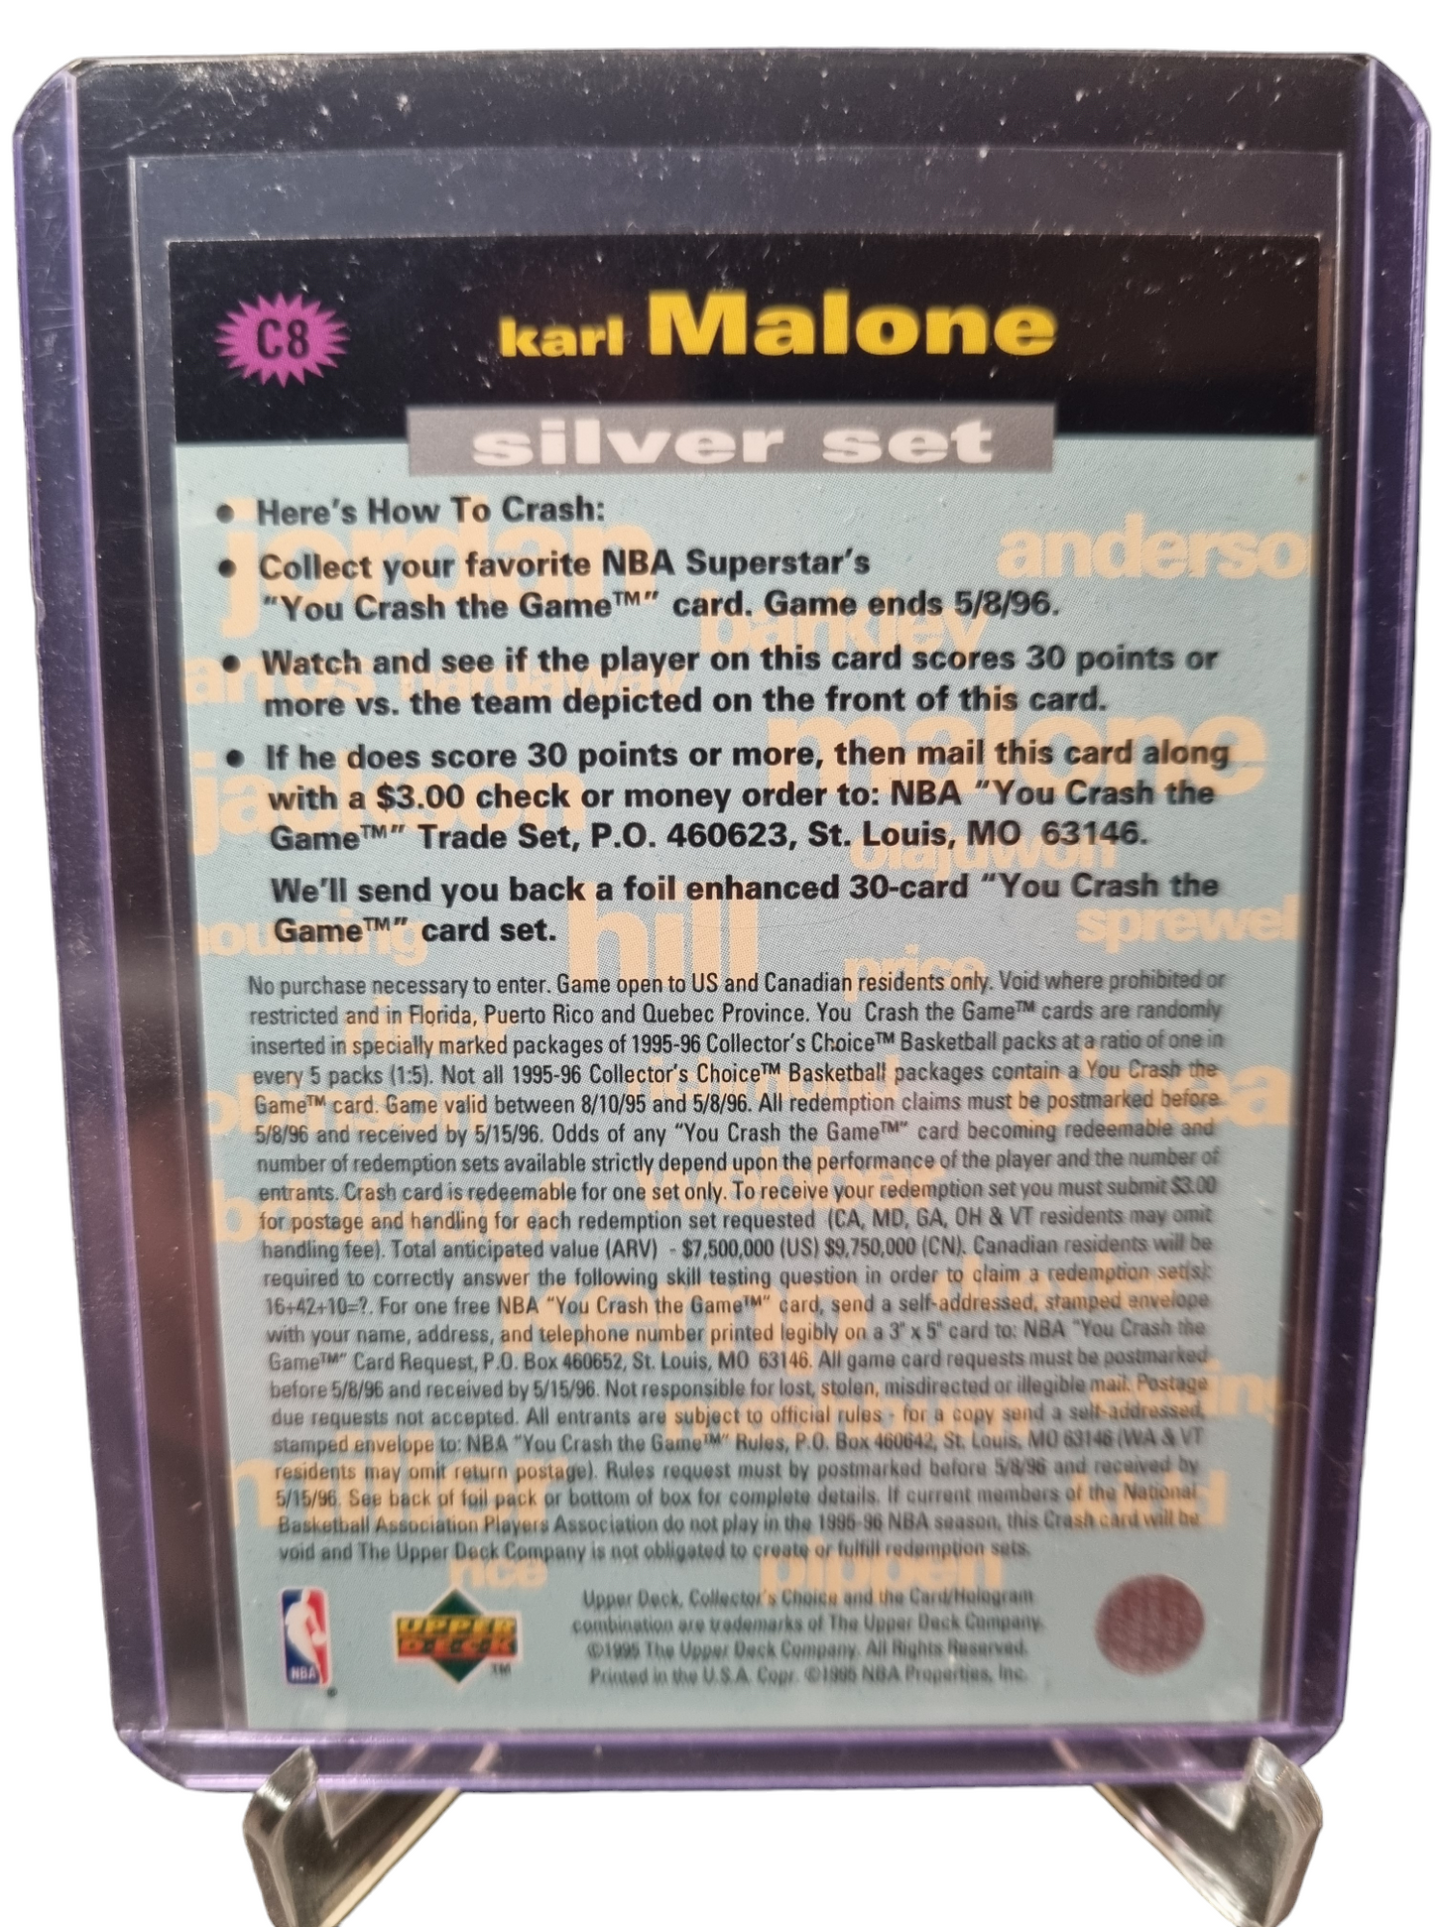 C8
karl Malone
silver set
• Here's How To Crash:
• Collect your favorite NBA Superstar's
"You Crash the Game™" card. Game ends 5/8/96.
• Watch and see if the player on this card scores 30 points or
more vs. the team depicted on the front of this card.
• If he does score 30 points or more, then mail this card along
with a $3.00 check or money order to: NBA "You Crash the
Game™" Trade Set, P.O. 460623, St. Louis, MO 63146.
We'll send you back a foil enhanced 30-card "You Crash the
Game™" card set.
No purchase necessary to enter. Game open to US and Canadian residents only. Void where prohibited or
restricted and in Florida, Puerto Rico and Quebec Province. You Crash the Game™ cards are randomly
inserted in specially marked packages of 1995-96 Collector's Choice™ Basketball packs at a ratio of one in
every 5 packs (1:5). Not all 1995-96 Collector's Choice™ Basketball packages contain a You Crash the
Game™ card. Game valid between 8/10/95 and 5/8/96. All redemption claims must be postmarked before
5/8/96 and received by 5/15/96. Odds of any "You Crash the Game™" card becoming redeemable and
number of redemption sets available strictly depend upon the performance of the player and the number of
entrants. Crash card is redeemable for one set only. To receive your redemption set you must submit $3.00
for postage and handling for each redemption set requested (CA, MD, GA, OH & VT residents may omit
handling fee). Total anticipated value (ARV) - $7,500,000 (US) $9,750,000 (CN). Canadian residents will be
required to correctly answer the following skill testing question in order to claim a redemption set(s):
16+42+10=?. For one free NBA "You Crash the Game™" card, send a self-addressed, stamped envelope
with your name, address, and telephone number printed legibly on a 3" x 5" card to: NBA "You Crash the
Game™" Card Request, P.O. Box 460652, St. Louis, MO 63146. All game card requests must be postmarked
before 5/8/96 and received by 5/15/96. Not responsible for lost, stolen, misdirected or illegible mail. Postage
due requests not accepted. All entrants are subject to official rules - for a copy send a self-addressed,
stamped envelope to: NBA "You Crash the Game™" Rules, P.O. Box 460642, St. Louis, MO 63146 (WA & VT
residents may omit return postage). Rules request must by postmarked before 5/8/96 and received by
5/15/96. See back of foil pack or bottom of box for complete details. If current members of the National
Basketball Association Players Association do not play in the 1995-96 NBA season, this Crash card will be
void and The Upper Deck Company is not obligated to create or fulfill redemption sets.
NBA
UPPER
DECK
™
Upper Deck, Collector's Choice and the Card/Hologram
combination are trademarks of The Upper Deck Company.
©1995 The Upper Deck Company. All Rights Reserved.
Printed in the U.S.A. Copr. ©1995 NBA Properties, Inc.
jordan
anderso
barkley
hardaway
malone
jackson
olajuwon
hill
sprewel
ourning
price
kemp
miller
rice
pippen